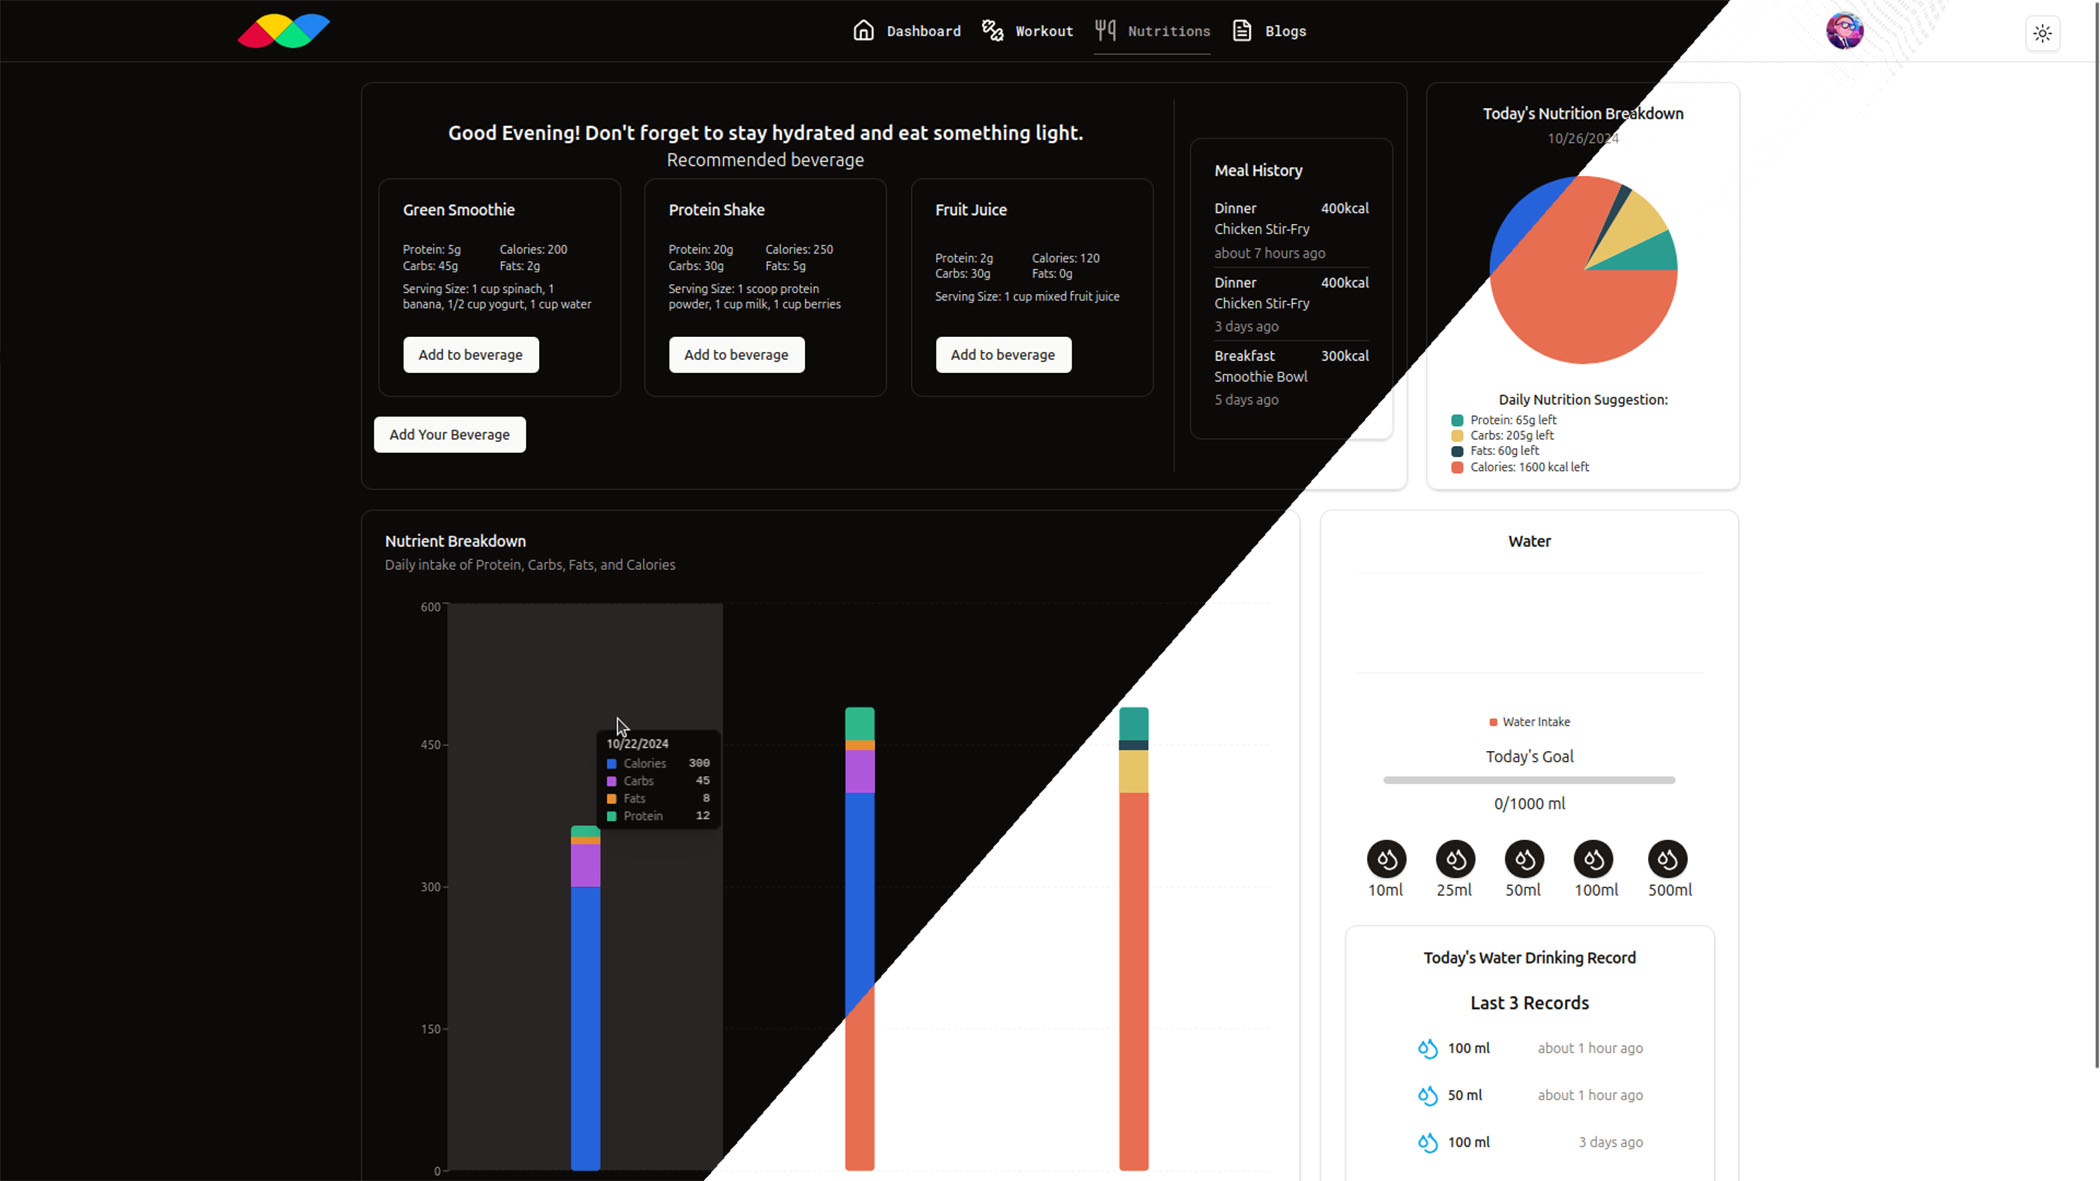 Dashboard
Workout
Nutritions
Blogs
Good Evening! Don't forget to stay hydrated and eat something light.
Recommended beverage
Green Smoothie
Protein: 5g Calories: 200
Carbs: 45g Fats: 2g
Serving Size: 1 cup spinach, 1
banana, 1/2 cup yogurt, 1 cup water
Add to beverage
Protein Shake
Protein: 20g Calories: 250
Carbs: 30g Fats: 5g
Serving Size: 1 scoop protein
powder, 1 cup milk, 1 cup berries
Add to beverage
Fruit Juice
Protein: 2g Calories: 120
Carbs: 30g Fats: 0g
Serving Size: 1 cup mixed fruit juice
Add to beverage
Add Your Beverage
Meal History
Dinner 400kcal
Chicken Stir-Fry
about 7 hours ago
Dinner 400kcal
Chicken Stir-Fry
3 days ago
Breakfast 300kcal
Smoothie Bowl
5 days ago
Today's Nutrition Breakdown
10/26/2024
Daily Nutrition Suggestion:
Protein: 65g left
Carbs: 205g left
Fats: 60g left
Calories: 1600 kcal left
Nutrient Breakdown
Daily intake of Protein, Carbs, Fats, and Calories
600
450
300
150
0
10/22/2024
Calories 300
Carbs 45
Fats 8
Protein 12
Water
Water Intake
Today's Goal
0/1000 ml
10ml 25ml 50ml 100ml 500ml
Today's Water Drinking Record
Last 3 Records
100 ml about 1 hour ago
50 ml about 1 hour ago
100 ml 3 days ago